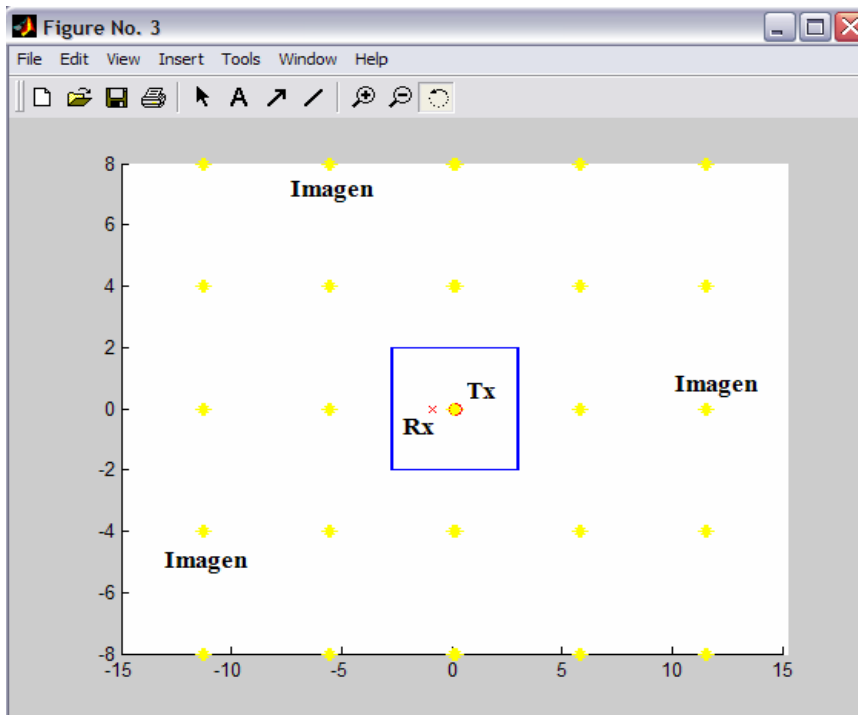 Figure No. 3
File Edit View Insert Tools Window Help
A
8
Imagen
6
4
2
Imagen
Tx
0
Rx
-2
-4
Imagen
-6
-8
-15 -10 -5 0 5 10 15